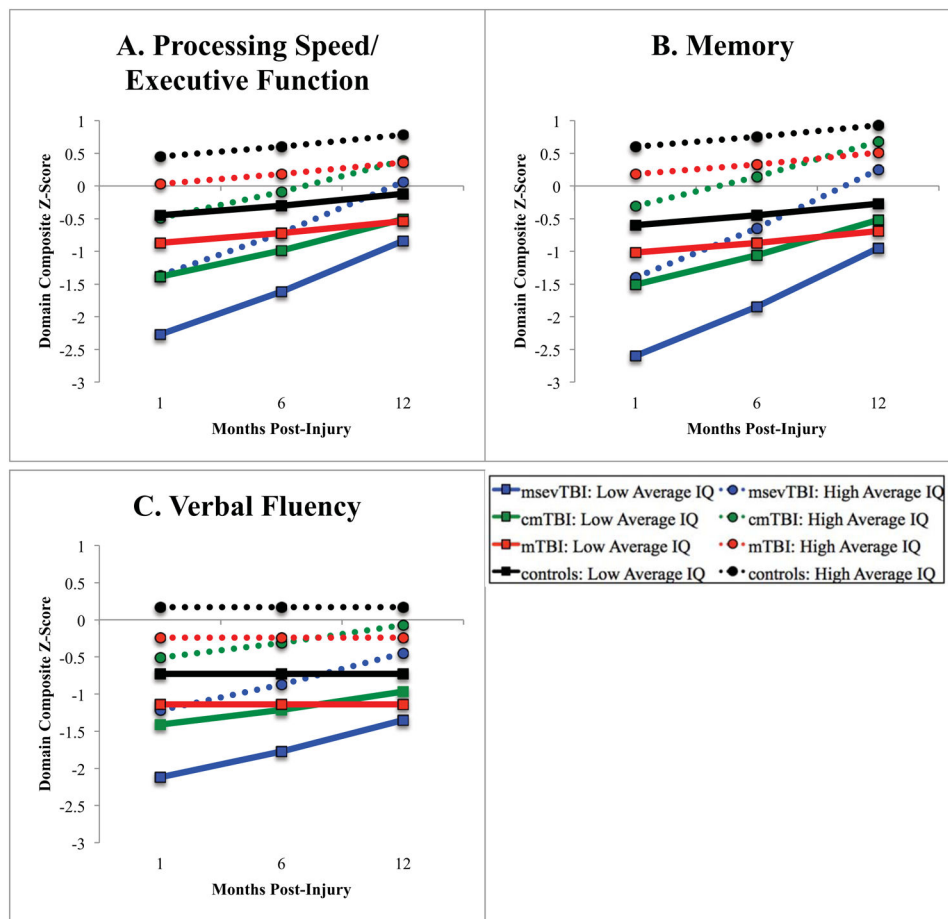 A. Processing Speed/
Executive Function
Domain Composite Z-Score
1
0.5
0
-0.5
-1
-1.5
-2
-2.5
-3
1 6 12
Months Post-Injury
B. Memory
Domain Composite Z-Score
1
0.5
0
-0.5
-1
-1.5
-2
-2.5
-3
1 6 12
Months Post-Injury
C. Verbal Fluency
Domain Composite Z-Score
1
0.5
0
-0.5
-1
-1.5
-2
-2.5
-3
1 6 12
Months Post-Injury
msevTBI: Low Average IQ msevTBI: High Average IQ
cmTBI: Low Average IQ cmTBI: High Average IQ
mTBI: Low Average IQ mTBI: High Average IQ
controls: Low Average IQ controls: High Average IQ